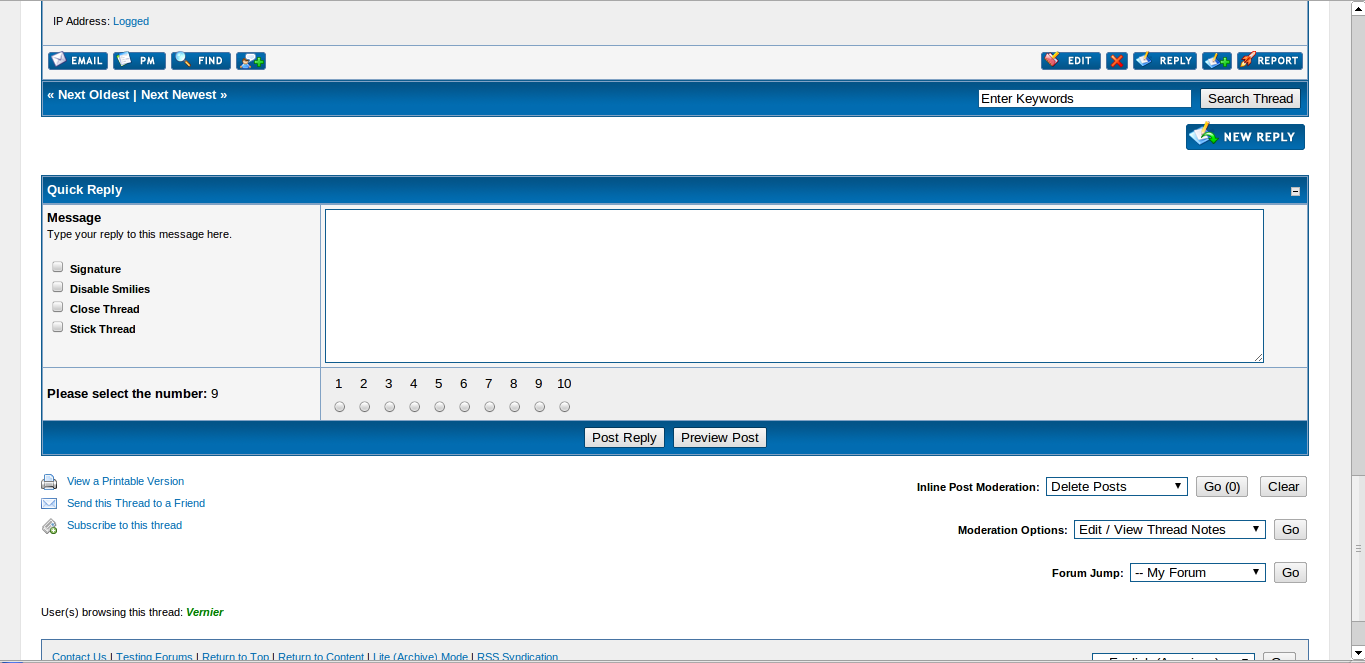 IP Address: Logged
EMAIL PM FIND EDIT REPLY REPORT
« Next Oldest | Next Newest » Enter Keywords Search Thread
NEW REPLY
Quick Reply
Message
Type your reply to this message here.
Signature
Disable Smilies
Close Thread
Stick Thread
1 2 3 4 5 6 7 8 9 10
Please select the number: 9
Post Reply Preview Post
View a Printable Version
Send this Thread to a Friend
Subscribe to this thread
Inline Post Moderation: Delete Posts Go (0) Clear
Moderation Options: Edit / View Thread Notes Go
Forum Jump: -- My Forum Go
User(s) browsing this thread: Vernier
Contact Us | Testing Forums | Return to Top | Return to Content | Lite (Archive) Mode | RSS Syndication
English (American) Go